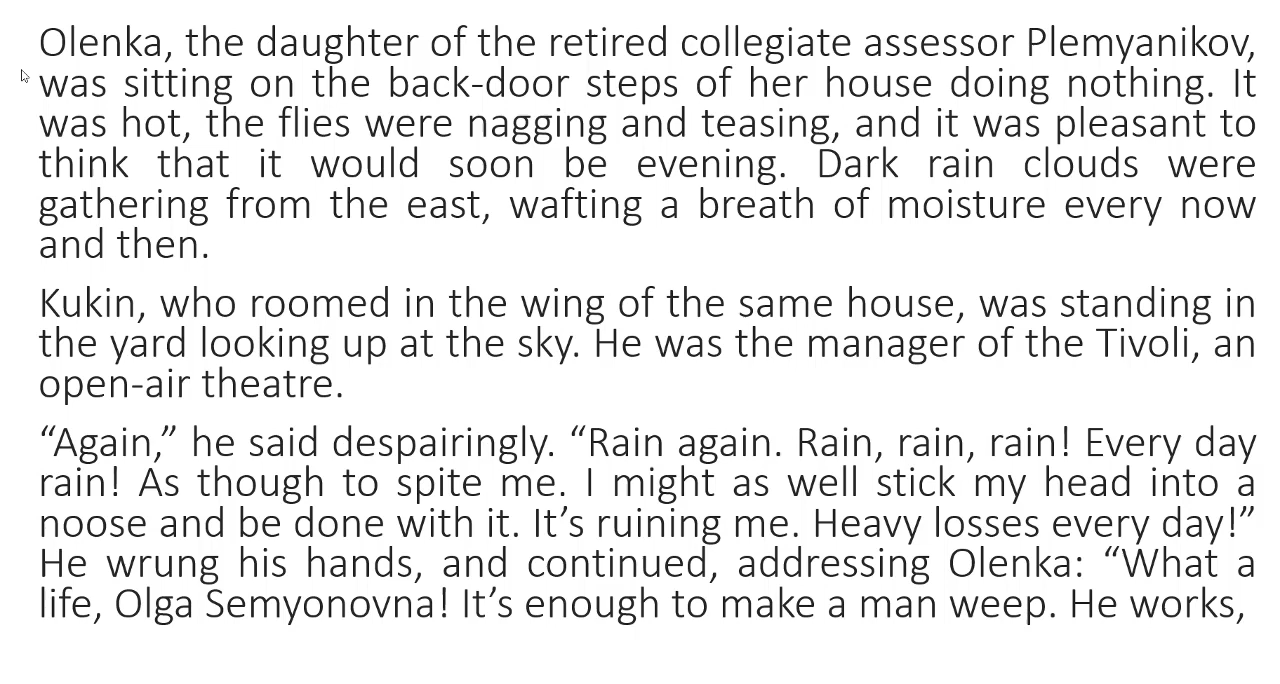 Olenka, the daughter of the retired collegiate assessor Plemyanikov,
was sitting on the back-door steps of her house doing nothing. It
was hot, the flies were nagging and teasing, and it was pleasant to
think that it would soon be evening. Dark rain clouds were
gathering from the east, wafting a breath of moisture every now
and then.
Kukin, who roomed in the wing of the same house, was standing in
the yard looking up at the sky. He was the manager of the Tivoli, an
open-air theatre.
“Again,” he said despairingly. “Rain again. Rain, rain, rain! Every day
rain! As though to spite me. I might as well stick my head into a
noose and be done with it. It’s ruining me. Heavy losses every day!”
He wrung his hands, and continued, addressing Olenka: “What a
life, Olga Semyonovna! It’s enough to make a man weep. He works,